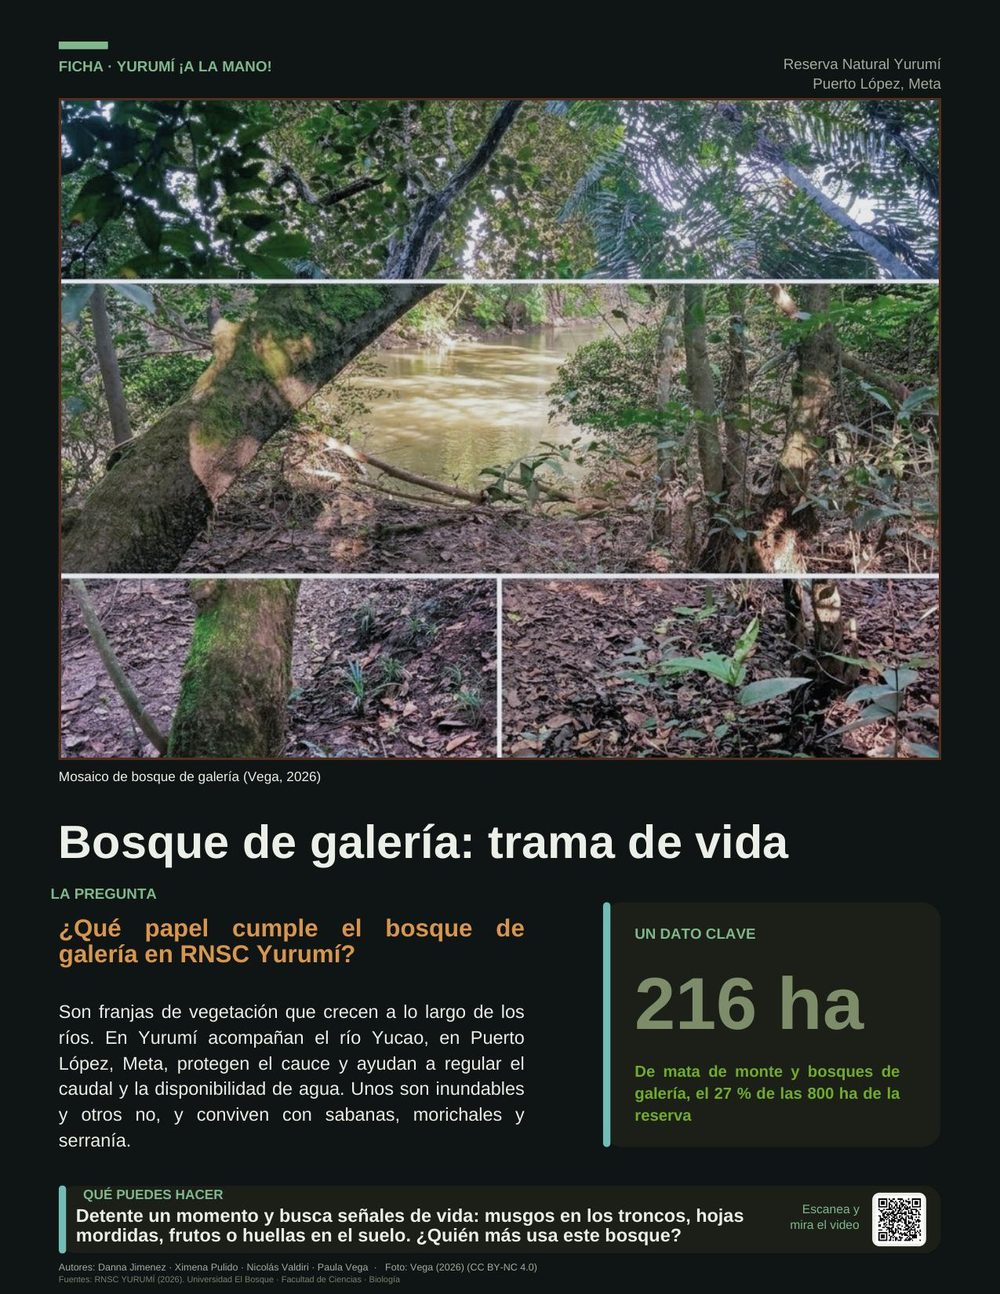 FICHA · YURUMÍ ¡A LA MANO!
Reserva Natural Yurumí
Puerto López, Meta
Mosaico de bosque de galería (Vega, 2026)
Bosque de galería: trama de vida
LA PREGUNTA
¿Qué papel cumple el bosque de
galería en RNSC Yurumí?
Son franjas de vegetación que crecen a lo largo de los
ríos. En Yurumí acompañan el río Yucao, en Puerto
López, Meta, protegen el cauce y ayudan a regular el
caudal y la disponibilidad de agua. Unos son inundables
y otros no, y conviven con sabanas, morichales y
serranía.
UN DATO CLAVE
216 ha
De mata de monte y bosques de
galería, el 27 % de las 800 ha de la
reserva
QUÉ PUEDES HACER
Detente un momento y busca señales de vida: musgos en los troncos, hojas
mordidas, frutos o huellas en el suelo. ¿Quién más usa este bosque?
Escanea y
mira el video
Autores: Danna Jimenez · Ximena Pulido · Nicolás Valdiri · Paula Vega · Foto: Vega (2026) (CC BY-NC 4.0)
Fuentes: RNSC YURUMÍ (2026). Universidad El Bosque · Facultad de Ciencias · Biología